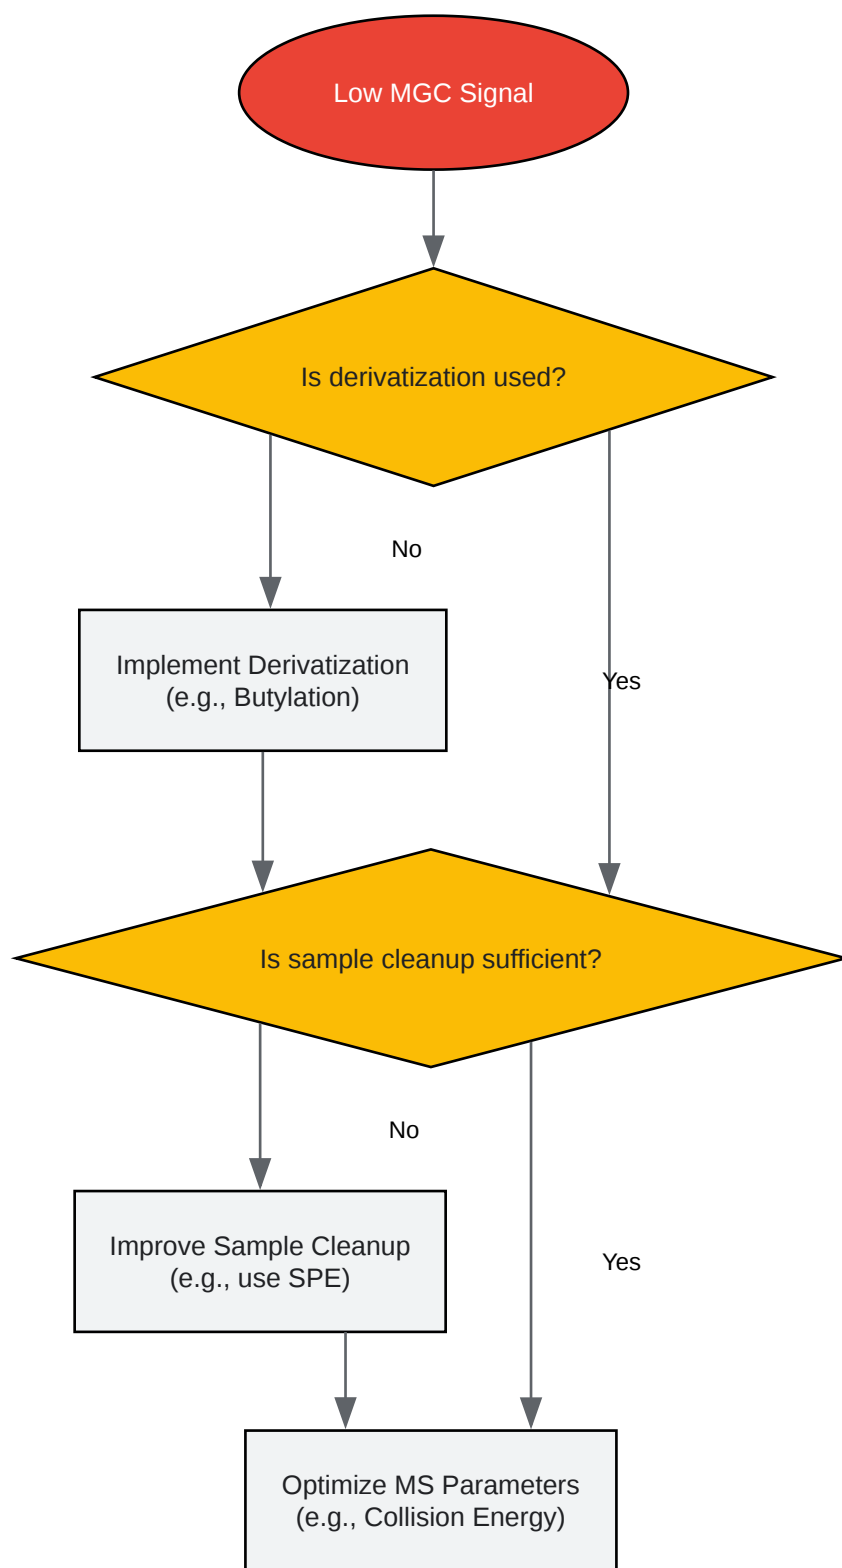 Low MGC Signal
Is derivatization used?
No
Implement Derivatization
(e.g., Butylation)
Yes
Is sample cleanup sufficient?
No
Improve Sample Cleanup
(e.g., use SPE)
Yes
Optimize MS Parameters
(e.g., Collision Energy)